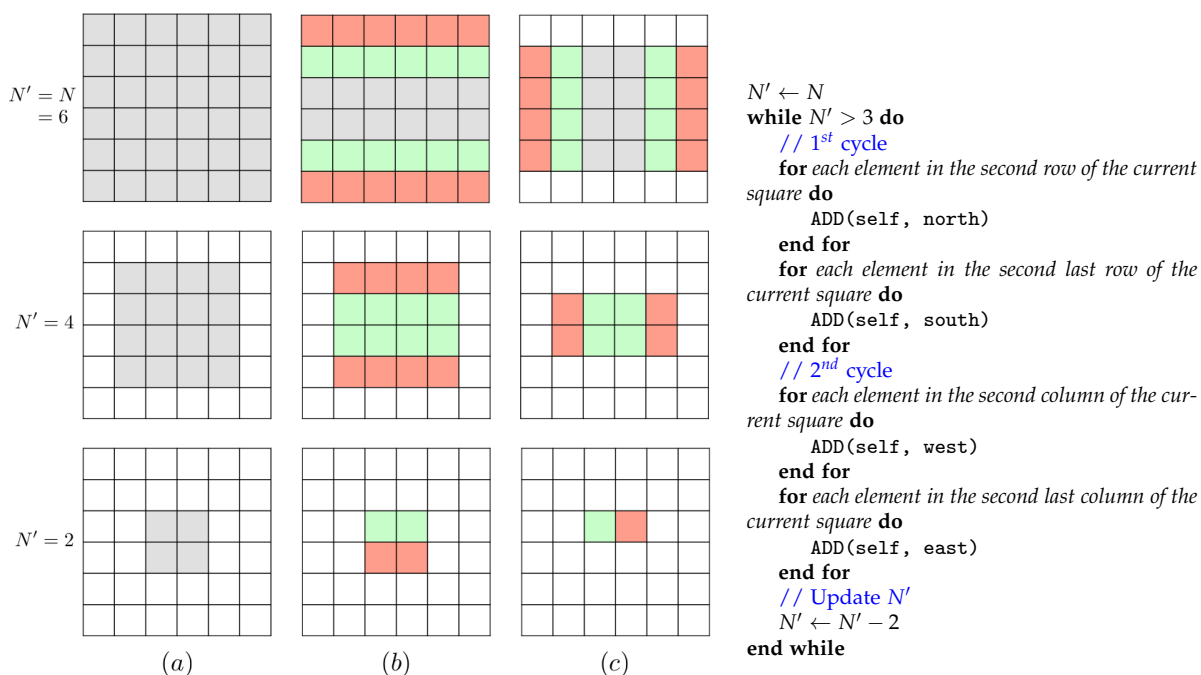 N′ = N
= 6
N′ = 4
N′ = 2
(a)
(b)
(c)
N′ ← N
while N′ > 3 do
// 1st cycle
for each element in the second row of the current
square do
ADD(self, north)
end for
for each element in the second last row of the
current square do
ADD(self, south)
end for
// 2nd cycle
for each element in the second column of the cur-
rent square do
ADD(self, west)
end for
for each element in the second last column of the
current square do
ADD(self, east)
end for
// Update N′
N′ ← N′ − 2
end while